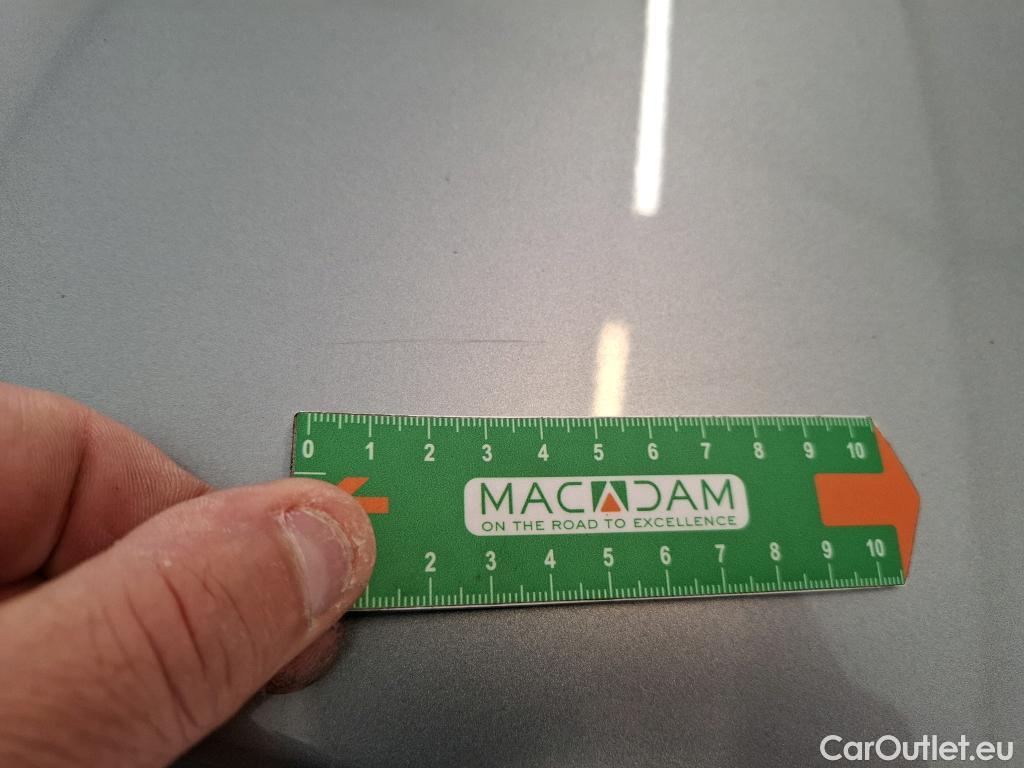 0 1 2 3 4 5 6 7 8 9 10
MACADAM
ON THE ROAD TO EXCELLENCE
2 3 4 5 6 7 8 9 10
CarOutlet.eu